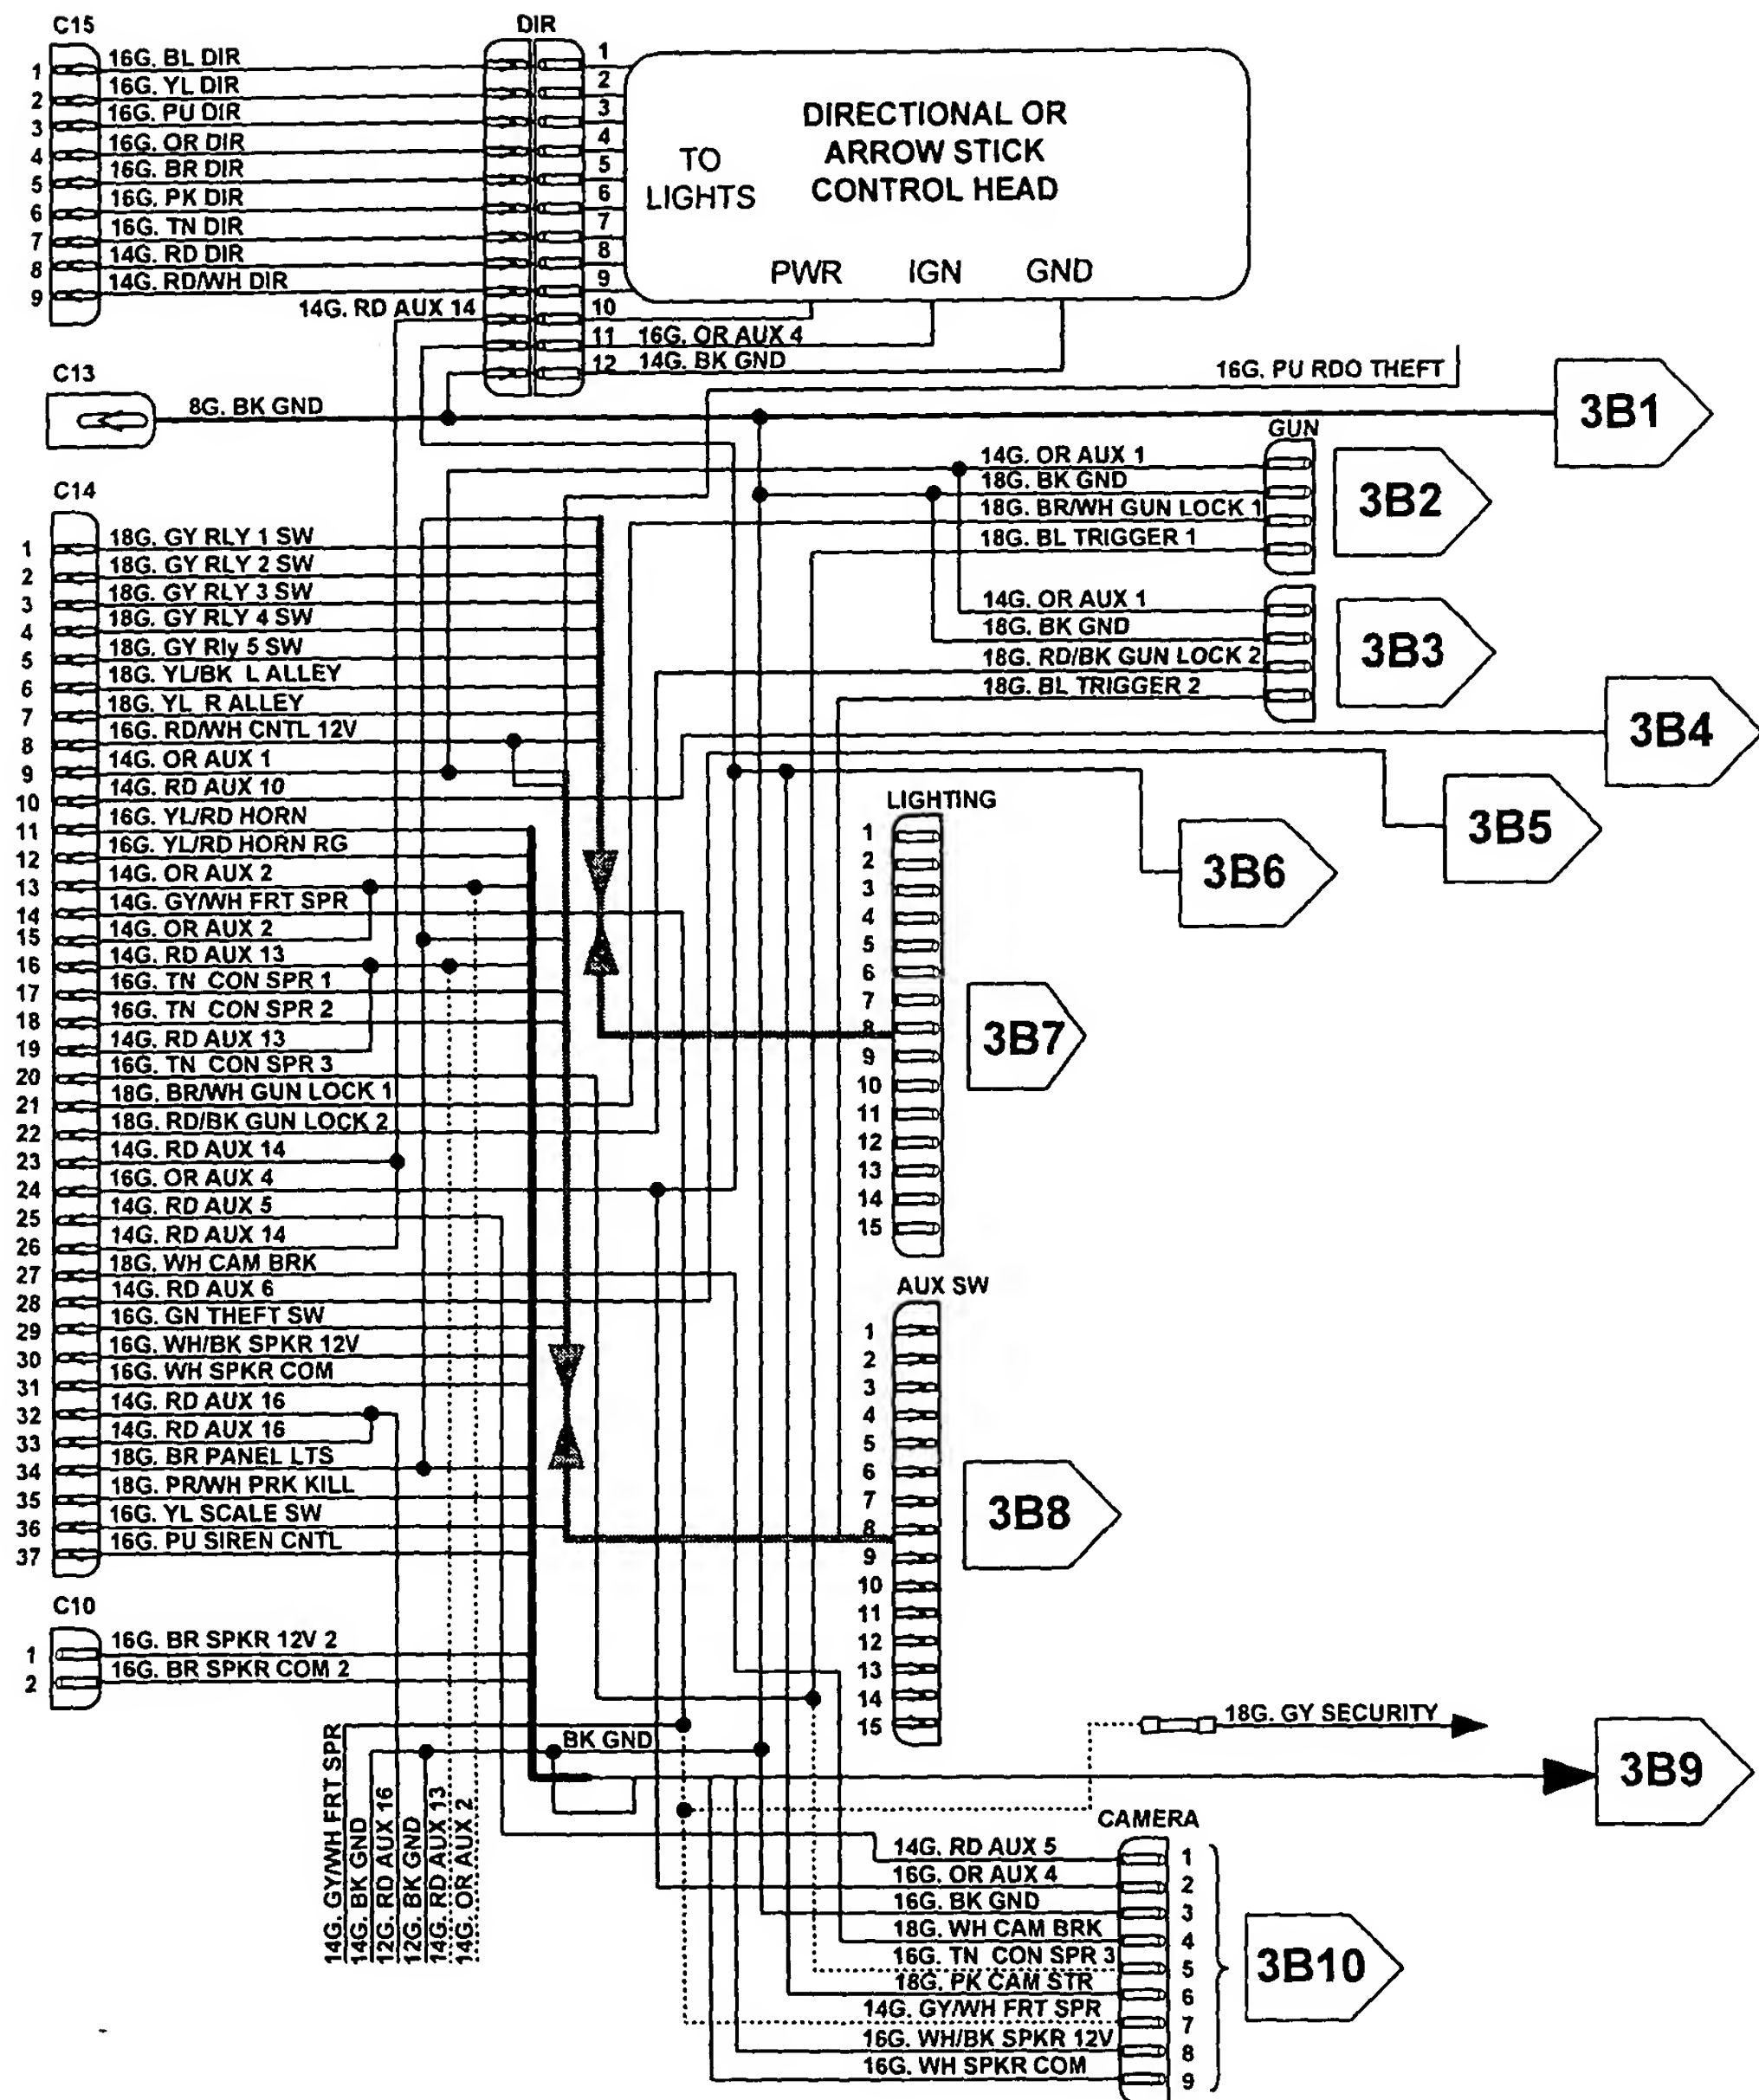 C15
1 16G. BL DIR
2 16G. YL DIR
3 16G. PU DIR
4 16G. OR DIR
5 16G. BR DIR
6 16G. PK DIR
7 16G. TN DIR
8 14G. RD DIR
9 14G. RD/WH DIR
14G. RD AUX 14
DIR
1
2
3
4
5
6
7
8
9
10
11 16G. OR AUX 4
12 14G. BK GND
DIRECTIONAL OR
ARROW STICK
CONTROL HEAD
TO
LIGHTS
PWR IGN GND
C13
8G. BK GND
16G. PU RDO THEFT
3B1
GUN
14G. OR AUX 1
18G. BK GND
18G. BR/WH GUN LOCK 1
18G. BL TRIGGER 1
3B2
14G. OR AUX 1
18G. BK GND
18G. RD/BK GUN LOCK 2
18G. BL TRIGGER 2
3B3
3B4
3B5
3B6
C14
1 18G. GY RLY 1 SW
2 18G. GY RLY 2 SW
3 18G. GY RLY 3 SW
4 18G. GY RLY 4 SW
5 18G. GY Rly 5 SW
6 18G. YL/BK L ALLEY
7 18G. YL R ALLEY
8 16G. RD/WH CNTL 12V
9 14G. OR AUX 1
10 14G. RD AUX 10
11 16G. YL/RD HORN
12 16G. YL/RD HORN RG
13 14G. OR AUX 2
14 14G. GY/WH FRT SPR
15 14G. OR AUX 2
16 14G. RD AUX 13
17 16G. TN CON SPR 1
18 16G. TN CON SPR 2
19 14G. RD AUX 13
20 16G. TN CON SPR 3
21 18G. BR/WH GUN LOCK 1
22 18G. RD/BK GUN LOCK 2
23 14G. RD AUX 14
24 16G. OR AUX 4
25 14G. RD AUX 5
26 14G. RD AUX 14
27 18G. WH CAM BRK
28 14G. RD AUX 6
29 16G. GN THEFT SW
30 16G. WH/BK SPKR 12V
31 16G. WH SPKR COM
32 14G. RD AUX 16
33 14G. RD AUX 16
34 18G. BR PANEL LTS
35 18G. PR/WH PRK KILL
36 16G. YL SCALE SW
37 16G. PU SIREN CNTL
LIGHTING
1
2
3
4
5
6
7
8
9
10
11
12
13
14
15
3B7
AUX SW
1
2
3
4
5
6
7
8
9
10
11
12
13
14
15
3B8
C10
1 16G. BR SPKR 12V 2
2 16G. BR SPKR COM 2
14G. GY/WH FRT SPR
14G. BK GND
12G. RD AUX 16
12G. BK GND
14G. RD AUX 13
14G. OR AUX 2
BK GND
18G. GY SECURITY
3B9
CAMERA
14G. RD AUX 5 1
16G. OR AUX 4 2
16G. BK GND 3
18G. WH CAM BRK 4
16G. TN CON SPR 3 5
18G. PK CAM STR 6
14G. GY/WH FRT SPR 7
16G. WH/BK SPKR 12V 8
16G. WH SPKR COM 9
3B10